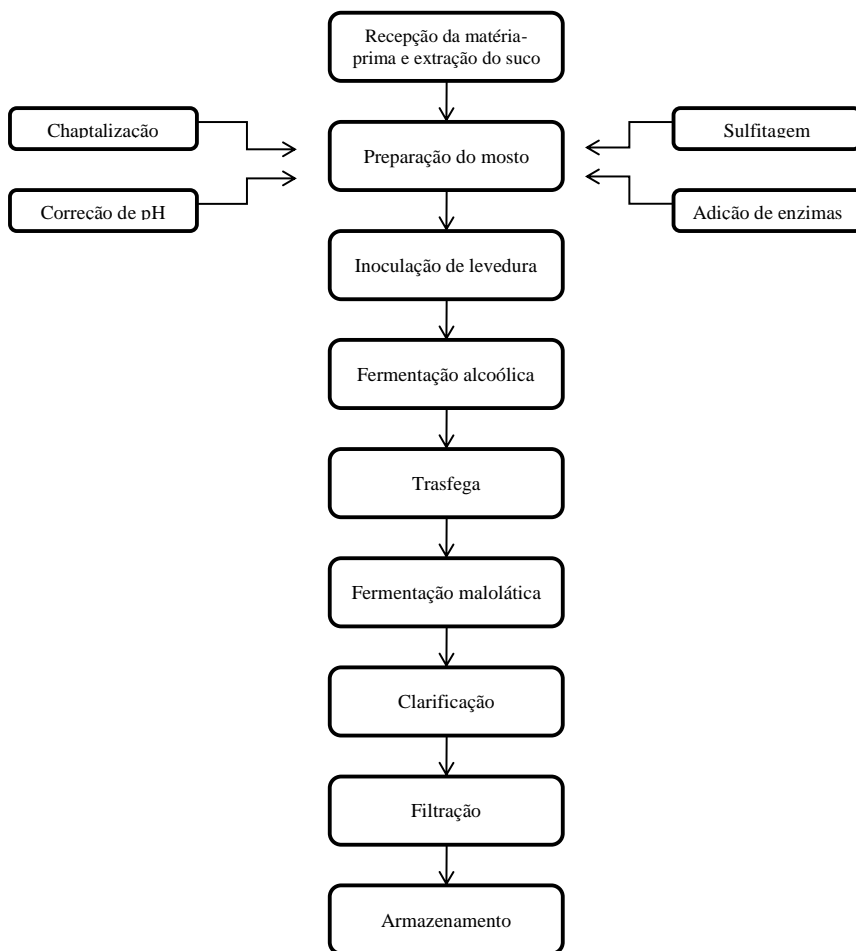 Recepção da matéria-
prima e extração do suco
Chaptalização
Sulfitagem
Preparação do mosto
Correção de pH
Adição de enzimas
Inoculação de levedura
Fermentação alcoólica
Trasfega
Fermentação malolática
Clarificação
Filtração
Armazenamento